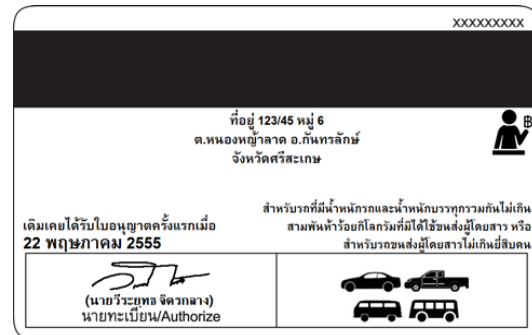 XXXXXXXXX
฿
ที่อยู่ 123/45 หมู่ 6
ต.หนองหญ้าลาด อ.กันทรลักษ์
จังหวัดศรีสะเกษ
สำหรับรถที่มีน้ำหนักรถและน้ำหนักบรรทุกรวมกันไม่เกิน
สามพันห้าร้อยกิโลกรัมที่มิได้ใช้ขนส่งผู้โดยสาร หรือ
สำหรับรถขนส่งผู้โดยสารไม่เกินยี่สิบคน
เดิมเคยได้รับใบอนุญาตครั้งแรกเมื่อ
22 พฤษภาคม 2555
(นายวีระยุทธ จิตรกลาง)
นายทะเบียน/Authorize